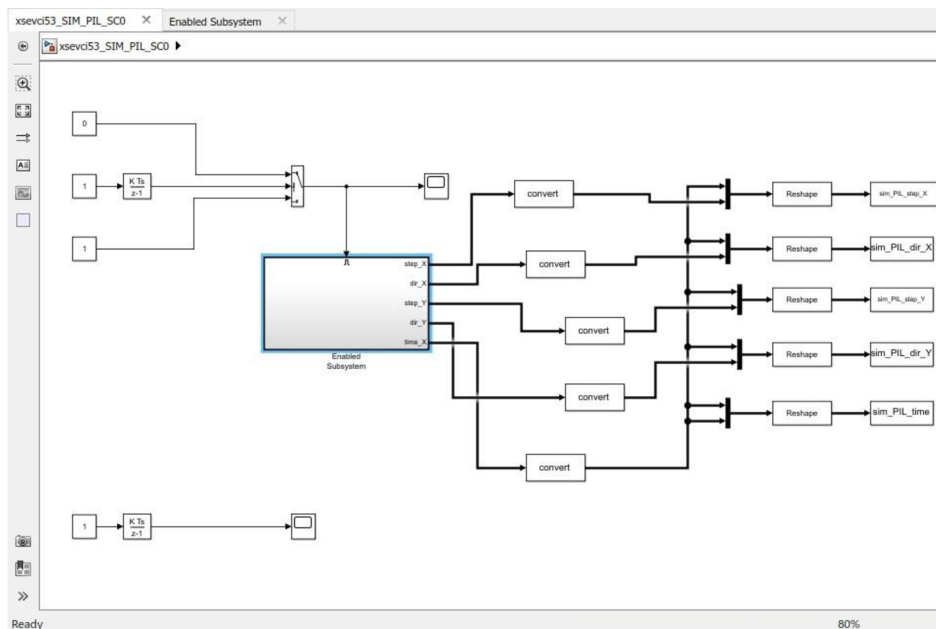 xsevci53_SIM_PIL_SC0
Enabled Subsystem
xsevci53_SIM_PIL_SC0
0
1
K Ts
z-1
1
convert
Reshape
sim_PIL_step_X
convert
Reshape
sim_PIL_dir_X
convert
Reshape
sim_PIL_step_Y
convert
Reshape
sim_PIL_dir_Y
convert
Reshape
sim_PIL_time
step_X
dir_X
step_Y
dir_Y
time_X
Enabled
Subsystem
1
K Ts
z-1
Ready
80%